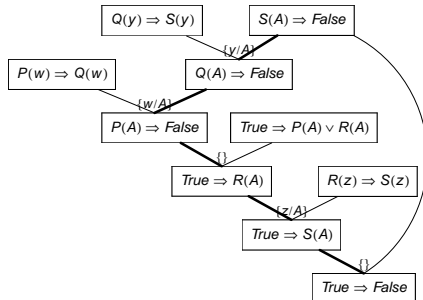 Q(y) ⇒ S(y) S(A) ⇒ False
{y/A}
P(w) ⇒ Q(w) Q(A) ⇒ False
{w/A}
P(A) ⇒ False True ⇒ P(A) ∨ R(A)
{}
True ⇒ R(A) R(z) ⇒ S(z)
{z/A}
True ⇒ S(A)
{}
True ⇒ False